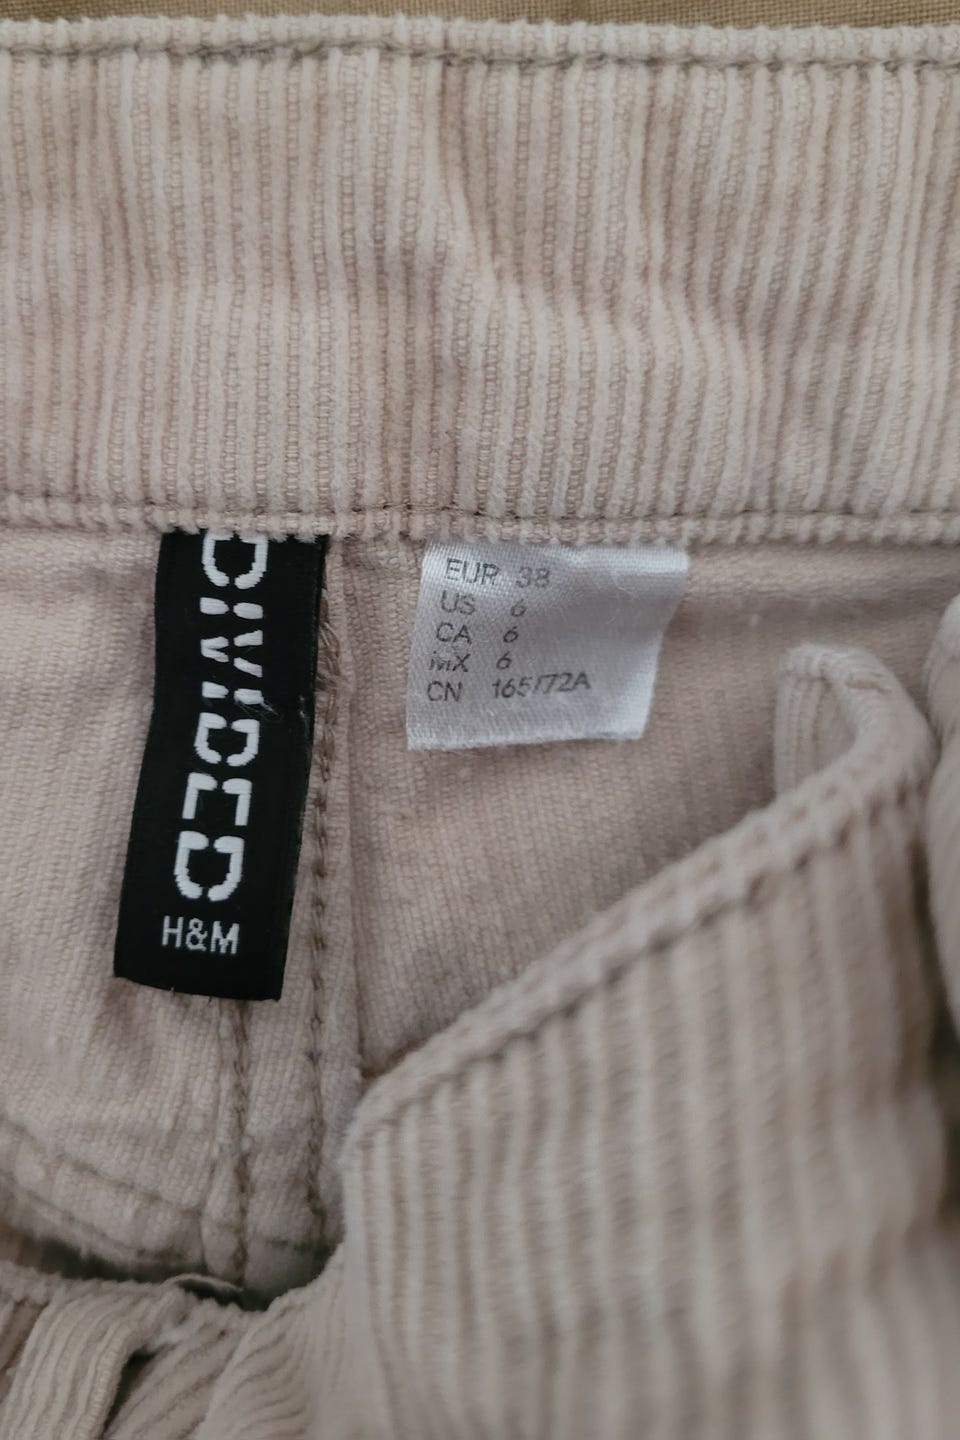 DIVIDED
H&M
EUR 38
US 6
CA 6
MX 6
CN 165/72A